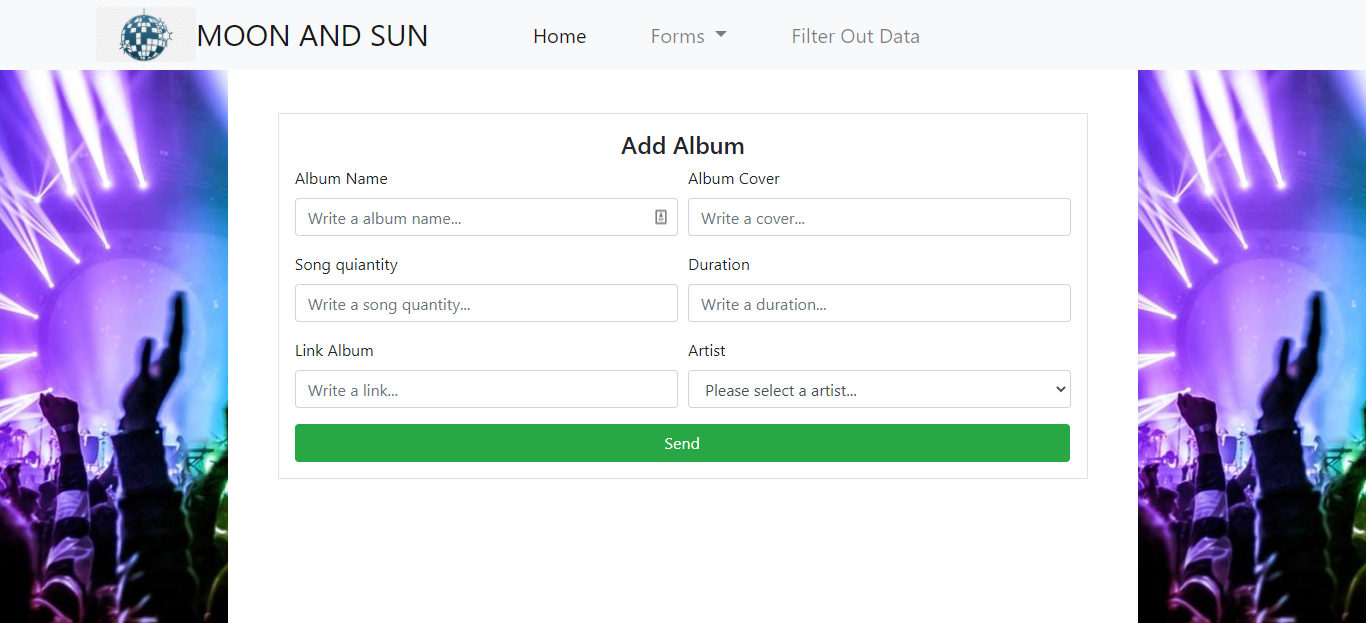 MOON AND SUN Home Forms Filter Out Data
Add Album
Album Name Album Cover
Write a album name... Write a cover...
Song quiantity Duration
Write a song quantity... Write a duration...
Link Album Artist
Write a link... Please select a artist...
Send